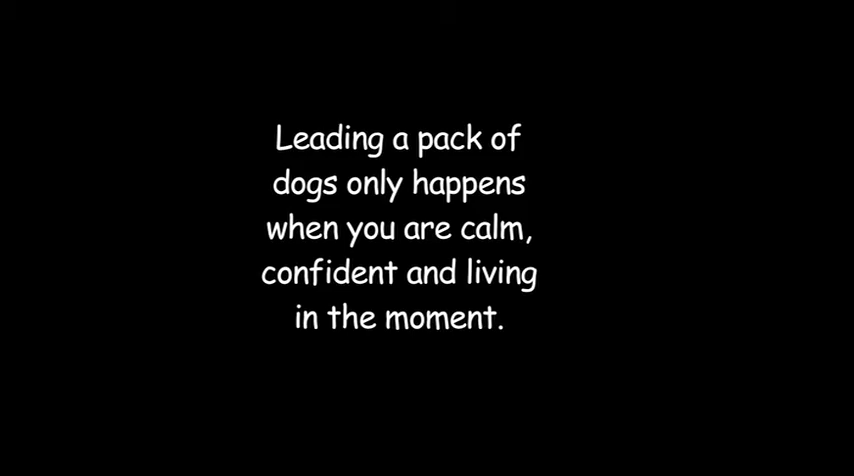 Leading a pack of
dogs only happens
when you are calm,
confident and living
in the moment.